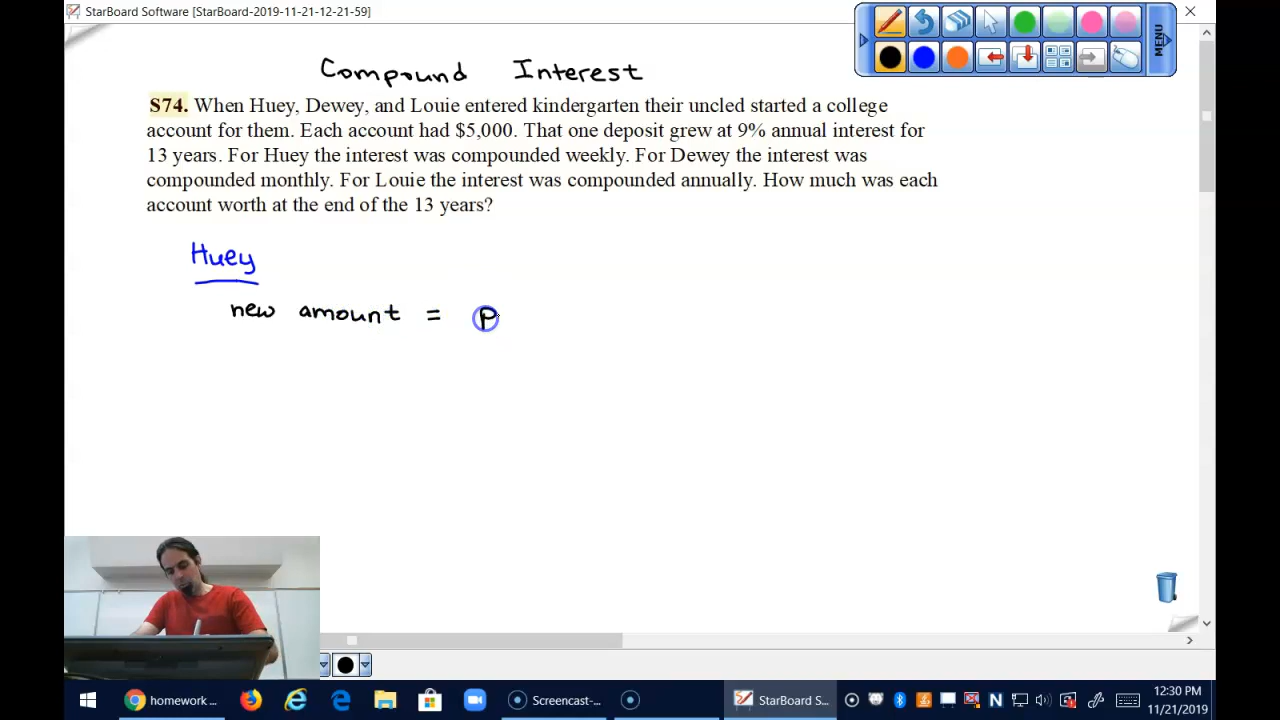 StarBoard Software [StarBoard-2019-11-21-12-21-59]
MENU
Compound Interest
S74. When Huey, Dewey, and Louie entered kindergarten their uncled started a college
account for them. Each account had $5,000. That one deposit grew at 9% annual interest for
13 years. For Huey the interest was compounded weekly. For Dewey the interest was
compounded monthly. For Louie the interest was compounded annually. How much was each
account worth at the end of the 13 years?
Huey
new amount = P
homework ...
Screencast-...
StarBoard S...
12:30 PM
11/21/2019